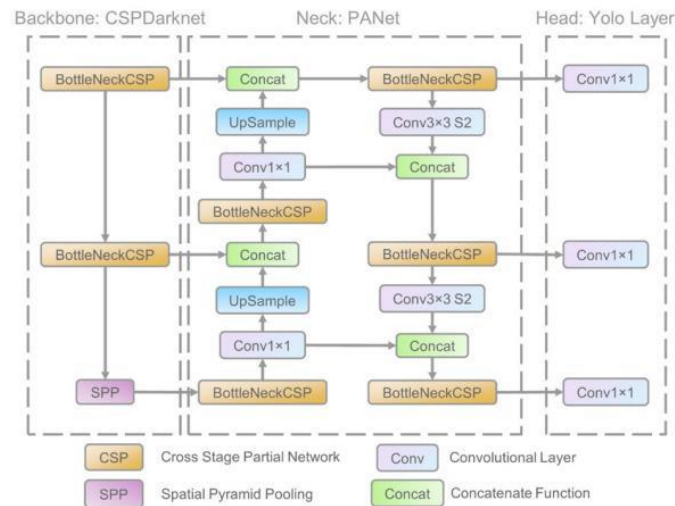 Backbone: CSPDarknet Neck: PANet Head: Yolo Layer
BottleNeckCSP Concat BottleNeckCSP Conv1×1
UpSample Conv3×3 S2
Conv1×1 Concat
BottleNeckCSP
BottleNeckCSP Concat BottleNeckCSP Conv1×1
UpSample Conv3×3 S2
Conv1×1 Concat
SPP BottleNeckCSP BottleNeckCSP Conv1×1
CSP Cross Stage Partial Network Conv Convolutional Layer
SPP Spatial Pyramid Pooling Concat Concatenate Function